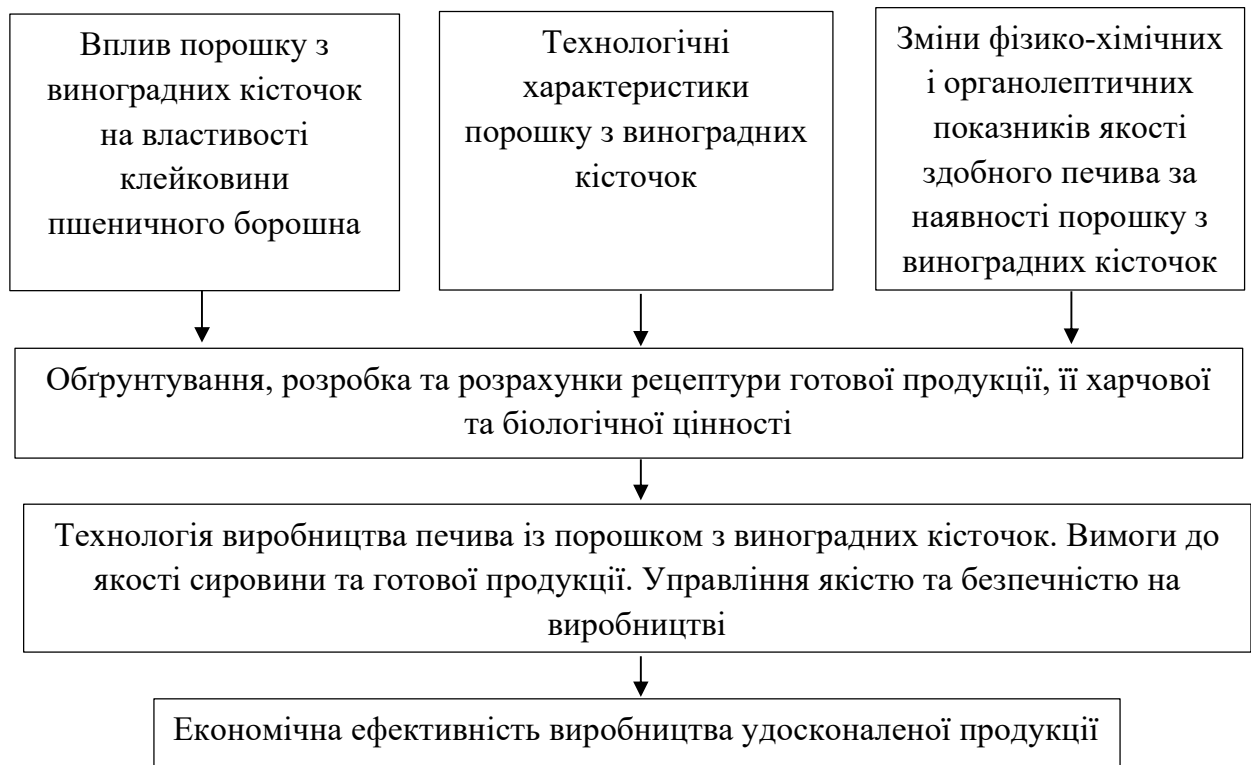 Вплив порошку з
виноградних кісточок
на властивості
клейковини
пшеничного борошна
Технологічні
характеристики
порошку з виноградних
кісточок
Зміни фізико-хімічних
і органолептичних
показників якості
здобного печива за
наявності порошку з
виноградних кісточок
Обґрунтування, розробка та розрахунки рецептури готової продукції, її харчової
та біологічної цінності
Технологія виробництва печива із порошком з виноградних кісточок. Вимоги до
якості сировини та готової продукції. Управління якістю та безпечністю на
виробництві
Економічна ефективність виробництва удосконаленої продукції